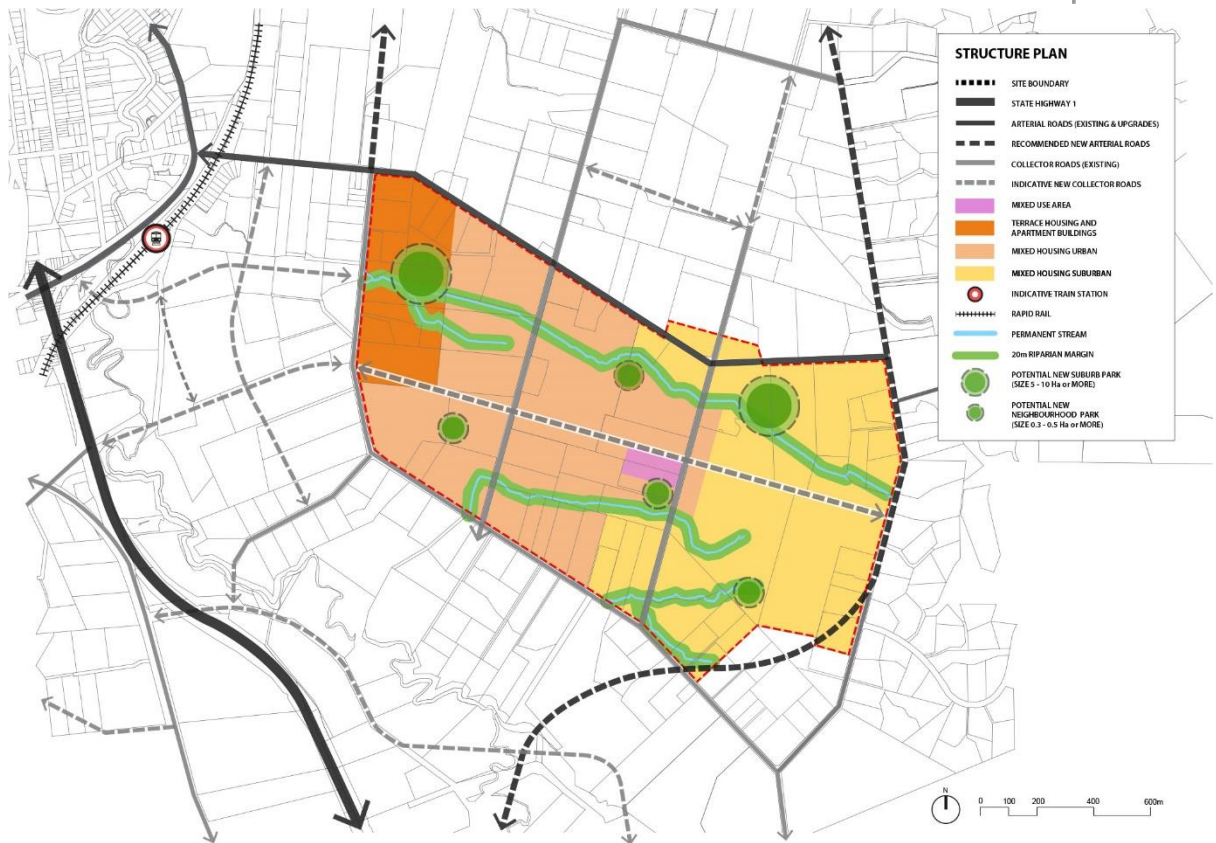 STRUCTURE PLAN
SITE BOUNDARY
STATE HIGHWAY 1
ARTERIAL ROADS (EXISTING & UPGRADES)
RECOMMENDED NEW ARTERIAL ROADS
COLLECTOR ROADS (EXISTING)
INDICATIVE NEW COLLECTOR ROADS
MIXED USE AREA
TERRACE HOUSING AND
APARTMENT BUILDINGS
MIXED HOUSING URBAN
MIXED HOUSING SUBURBAN
INDICATIVE TRAIN STATION
RAPID RAIL
PERMANENT STREAM
20m RIPARIAN MARGIN
POTENTIAL NEW SUBURB PARK
(SIZE 5 - 10 Ha or MORE)
POTENTIAL NEW
NEIGHBOURHOOD PARK
(SIZE 0.3 - 0.5 Ha or MORE)
N
0 100 200 400 600m